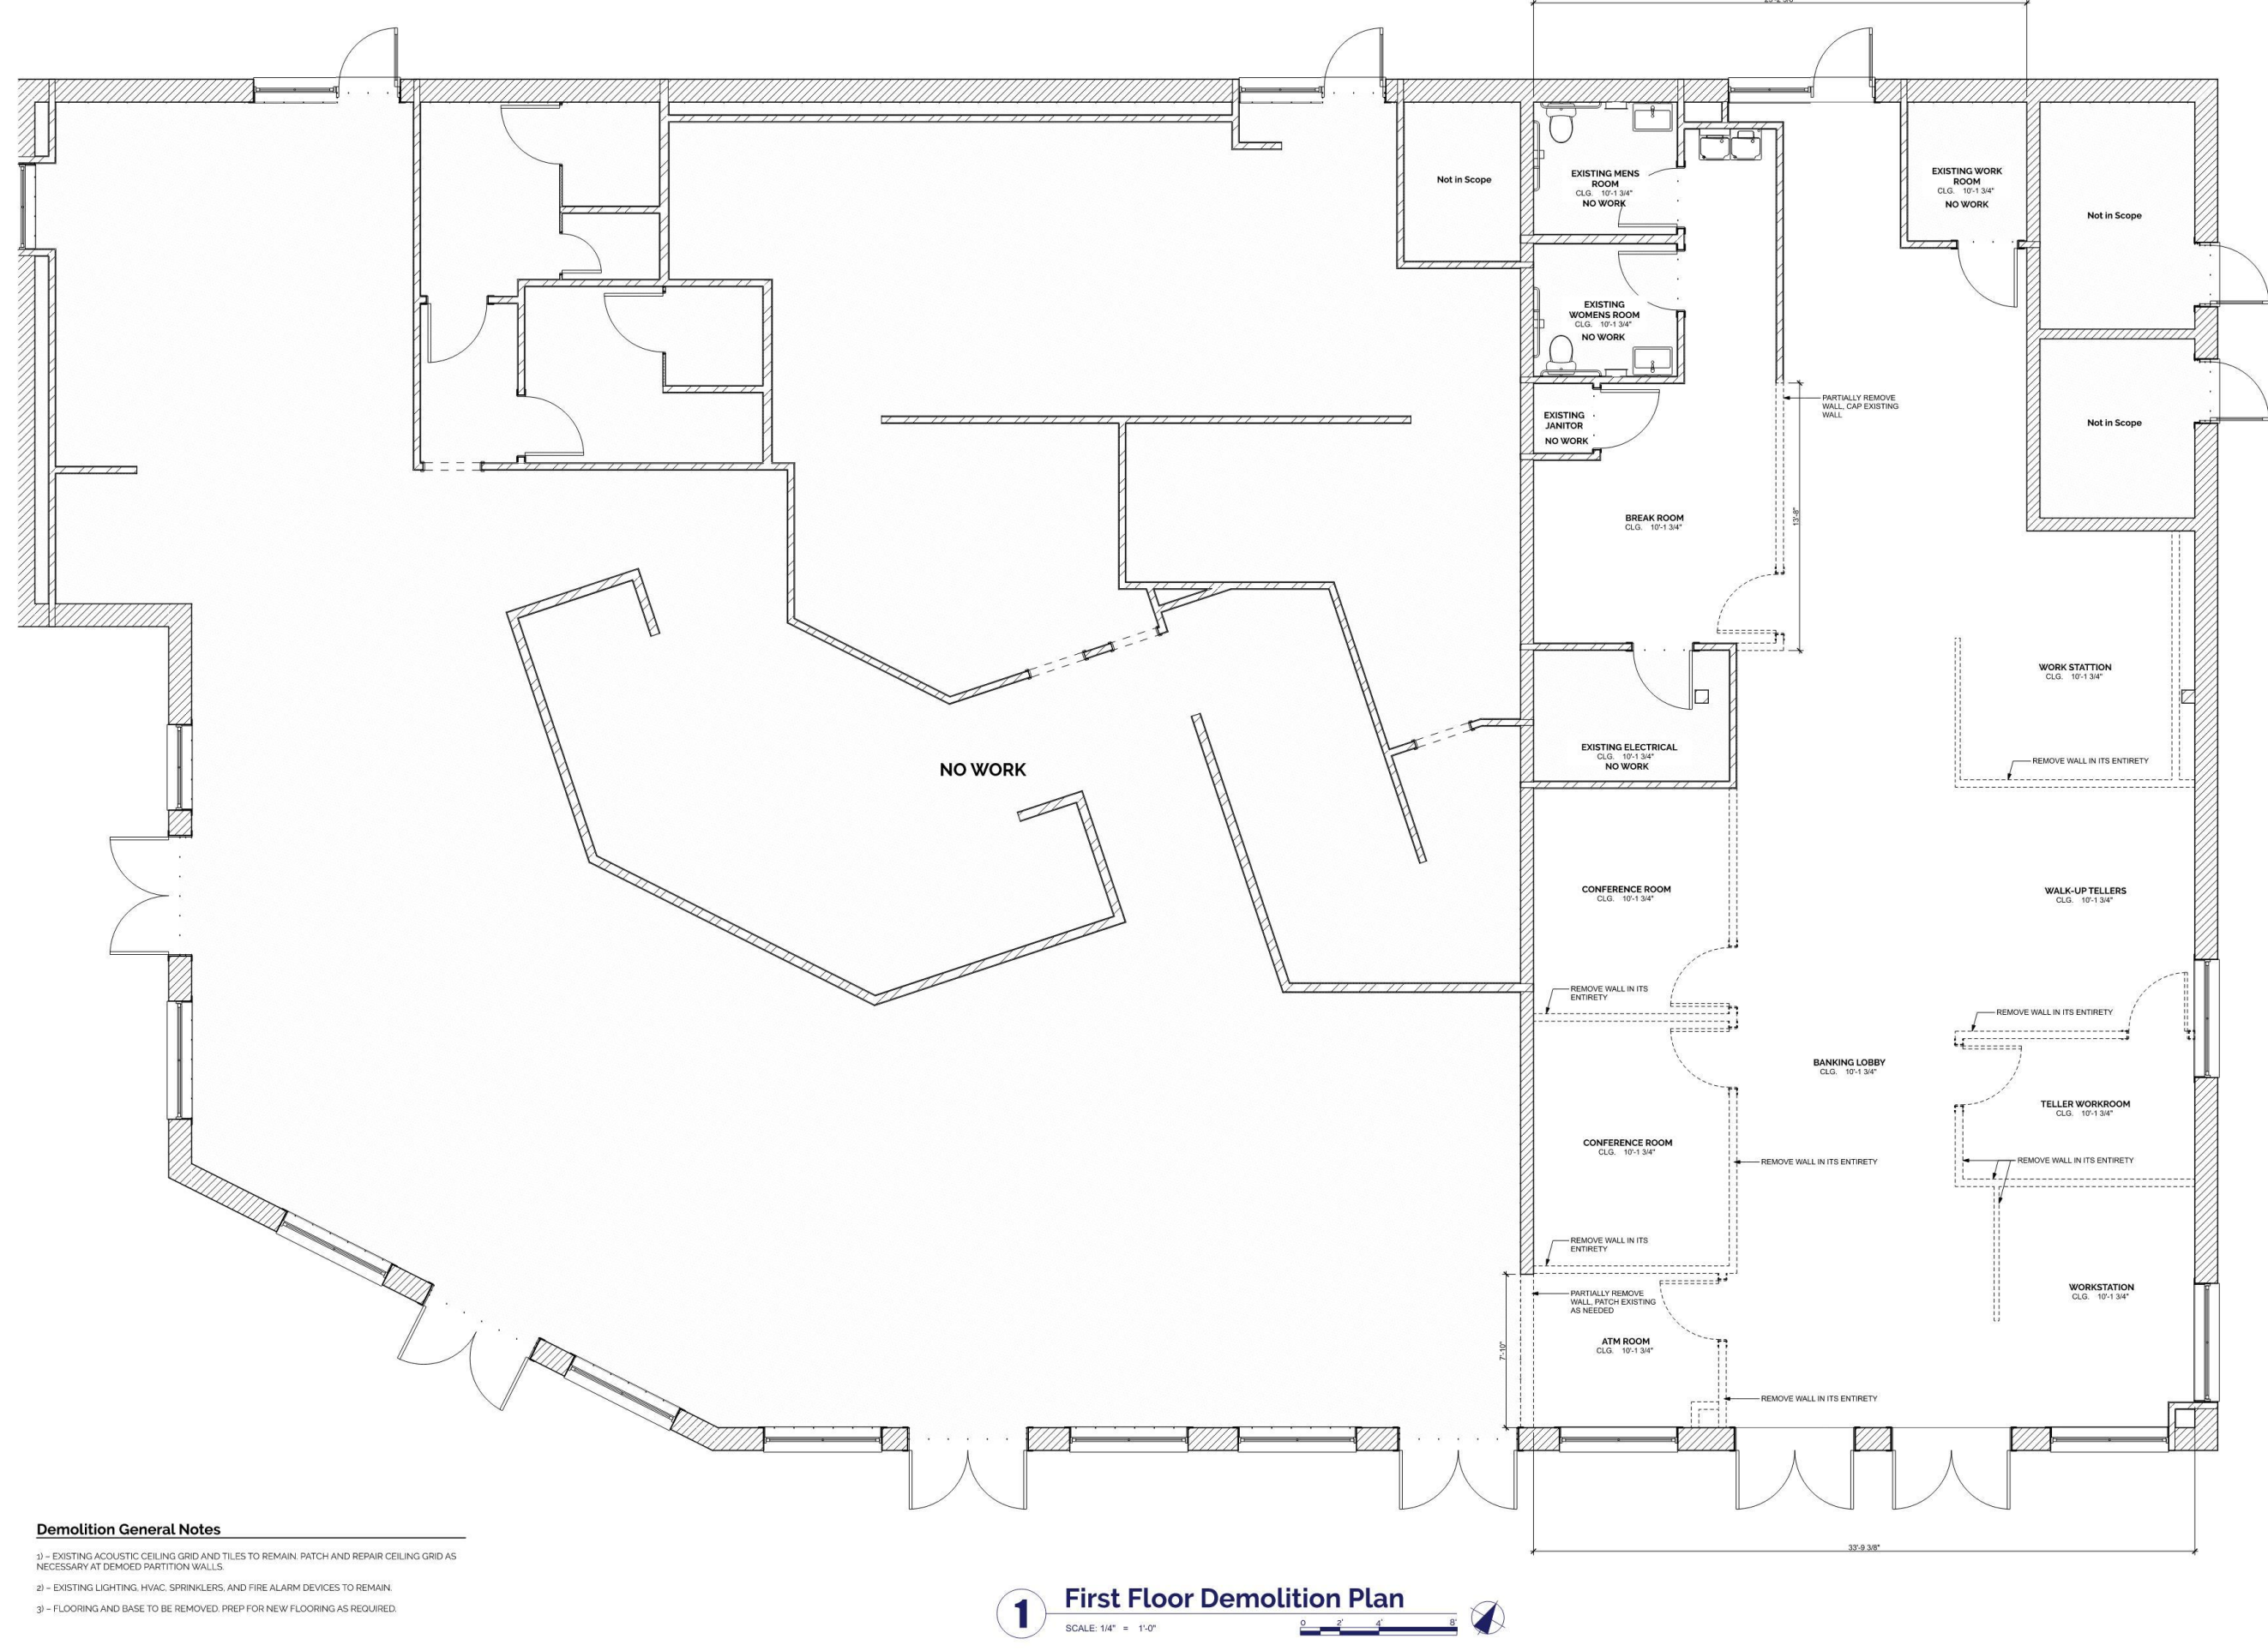 Not in Scope
EXISTING MENS
ROOM
CLG. 10'-1 3/4"
NO WORK
EXISTING WORK
ROOM
CLG. 10'-1 3/4"
NO WORK
Not in Scope
EXISTING
WOMENS ROOM
CLG. 10'-1 3/4"
NO WORK
PARTIALLY REMOVE
WALL, CAP EXISTING
WALL
EXISTING
JANITOR
NO WORK
Not in Scope
BREAK ROOM
CLG. 10'-1 3/4"
13'-8"
WORK STATTION
CLG. 10'-1 3/4"
EXISTING ELECTRICAL
CLG. 10'-1 3/4"
NO WORK
REMOVE WALL IN ITS ENTIRETY
NO WORK
CONFERENCE ROOM
CLG. 10'-1 3/4"
WALK-UP TELLERS
CLG. 10'-1 3/4"
REMOVE WALL IN ITS
ENTIRETY
REMOVE WALL IN ITS ENTIRETY
BANKING LOBBY
CLG. 10'-1 3/4"
TELLER WORKROOM
CLG. 10'-1 3/4"
CONFERENCE ROOM
CLG. 10'-1 3/4"
REMOVE WALL IN ITS ENTIRETY
REMOVE WALL IN ITS ENTIRETY
REMOVE WALL IN ITS
ENTIRETY
WORKSTATION
CLG. 10'-1 3/4"
PARTIALLY REMOVE
WALL, PATCH EXISTING
AS NEEDED
7'-10"
ATM ROOM
CLG. 10'-1 3/4"
REMOVE WALL IN ITS ENTIRETY
33'-9 3/8"
Demolition General Notes
1) – EXISTING ACOUSTIC CEILING GRID AND TILES TO REMAIN. PATCH AND REPAIR CEILING GRID AS
NECESSARY AT DEMOED PARTITION WALLS.
2) – EXISTING LIGHTING, HVAC, SPRINKLERS, AND FIRE ALARM DEVICES TO REMAIN.
3) – FLOORING AND BASE TO BE REMOVED. PREP FOR NEW FLOORING AS REQUIRED.
1
First Floor Demolition Plan
SCALE: 1/4" = 1'-0"
0 2' 4' 8'